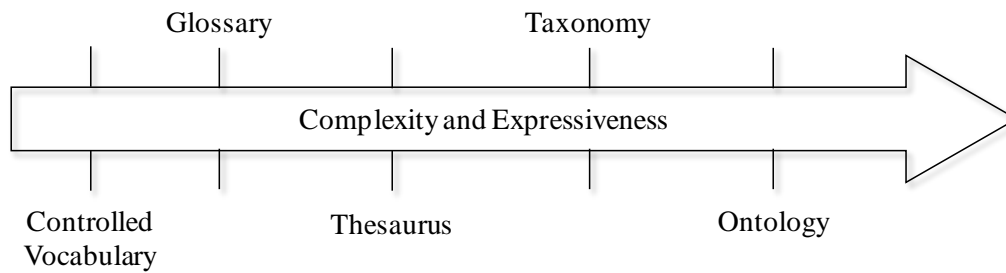 Glossary
Taxonomy
Complexity and Expressiveness
Controlled
Vocabulary
Thesaurus
Ontology